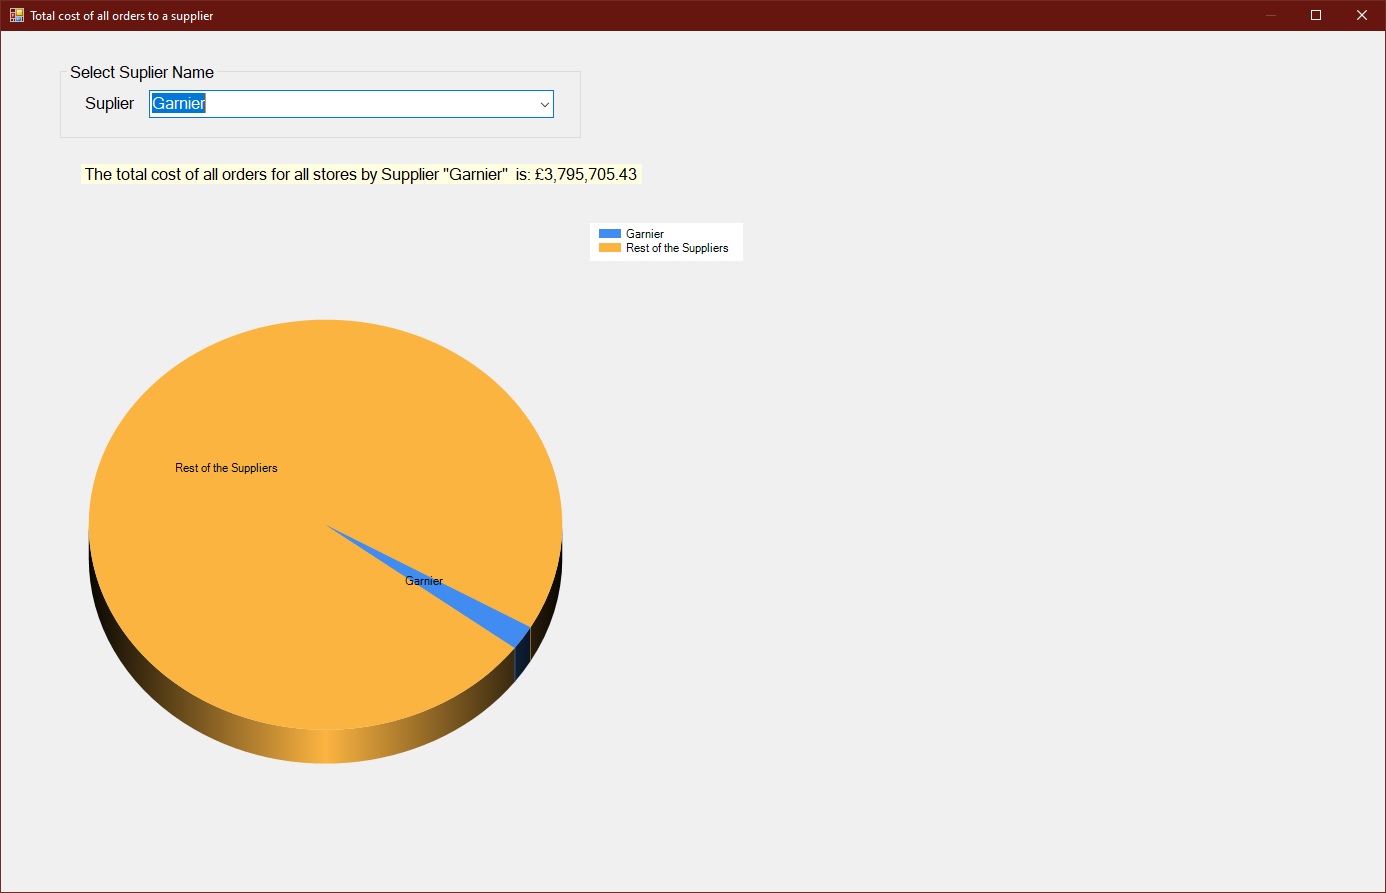 Total cost of all orders to a supplier
Select Suplier Name
Suplier
Garnier
The total cost of all orders for all stores by Supplier "Garnier"  is: £3,795,705.43
Garnier
Rest of the Suppliers
Rest of the Suppliers
Garnier